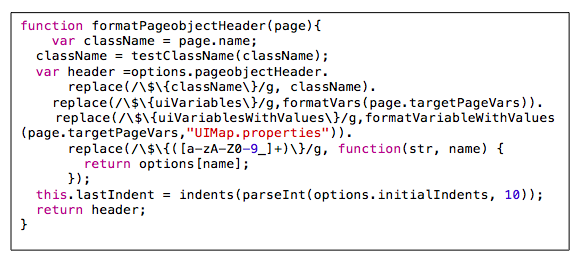 function formatPageobjectHeader(page){
var className = page.name;
className = testClassName(className);
var header =options.pageobjectHeader.
replace(/\$\{className\}/g, className).
replace(/\$\{uiVariables\}/g,formatVars(page.targetPageVars)).
replace(/\$\{uiVariablesWithValues\}/g,formatVariableWithValues
(page.targetPageVars,"UIMap.properties")).
replace(/\$\{([a-zA-Z0-9_]+)\}/g, function(str, name) {
return options[name];
});
this.lastIndent = indents(parseInt(options.initialIndents, 10));
return header;
}